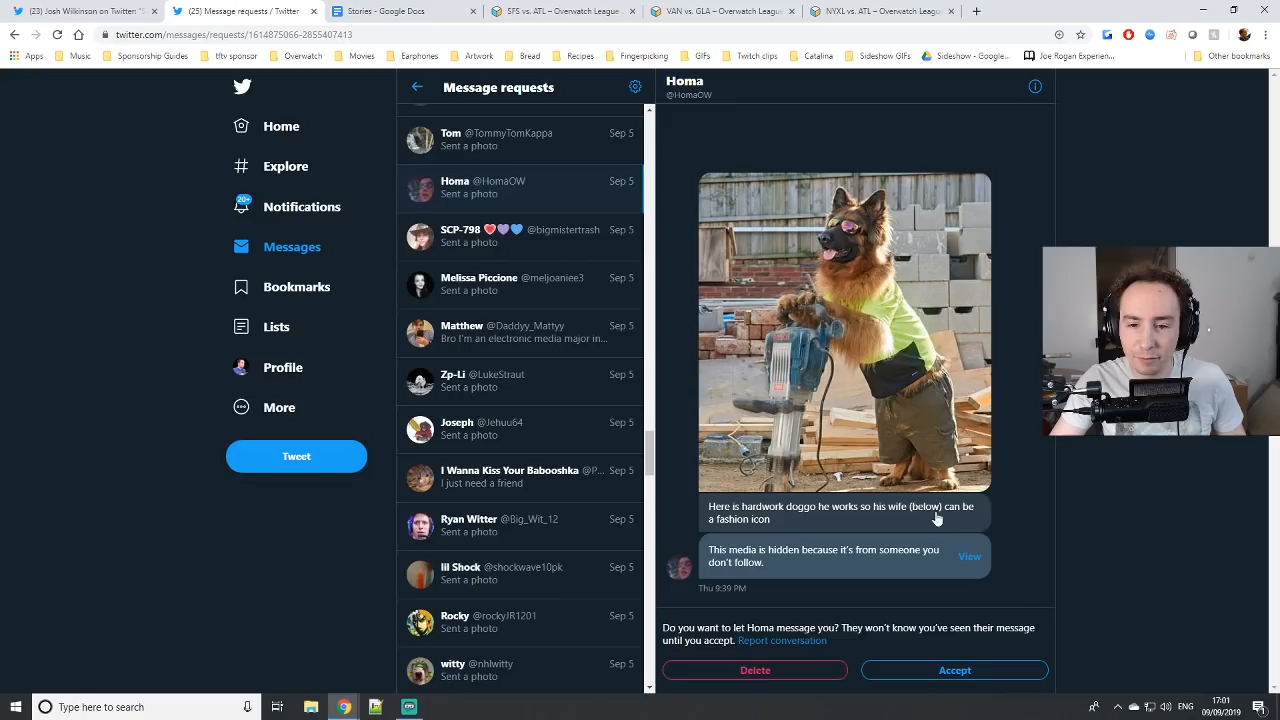 (23) Josh Wilkinson on Twitter: "
(25) Messages requests / Twitter
Stories - Google Docs
SFS vs. ATL – Overwatch League
VAN vs. GLA – Overwatch League
NYXL vs. ATL – Overwatch League
twitter.com/messages/requests/1614875066-2855407413
Apps
Music
Song guides
tftv sign ins
Overwatch
Movies
Earphones
Artwork
Bread
Recipes
Fingerpicking
GIFs
Twitch clips
Catalina
Sideshow GIFs
Sideshow - Google...
Joe Rogan Experien...
Other bookmarks
Home
Explore
20+
Notifications
Messages
Bookmarks
Lists
Profile
More
Tweet
Message requests
Tom @TommyTomKappa Sep 5
Sent a photo
Homa @HomaOW Sep 5
Sent a photo
SCP-798 @bigmistertrash Sep 5
Sent a photo
Melissa Piccione @meljoaniee3 Sep 5
Sent a photo
Matthew @Daddyy_Mattyy Sep 5
Bro I'm an electronic media major in...
Zp-Li @LukeStraut Sep 5
Sent a photo
Joseph @Jehuu64 Sep 5
Sent a photo
I Wanna Kiss Your Babooshka @P... Sep 5
I just need a friend
Ryan Witter @Big_Wit_12 Sep 5
Sent a photo
lil Shock @shockwave10pk Sep 5
Sent a photo
Rocky @rockyJR1201 Sep 5
Sent a photo
witty @nhlwitty Sep 5
Sent a photo
Homa
@HomaOW
Here is hardwork doggo he works so his wife (below) can be
a fashion icon
This media is hidden because it's from someone you
don't follow.
View
Thu 9:39 PM
Do you want to let Homa message you? They won't know you've seen their message
until you accept. Report conversation
Delete
Accept
Type here to search
ENG
17:01
09/09/2019